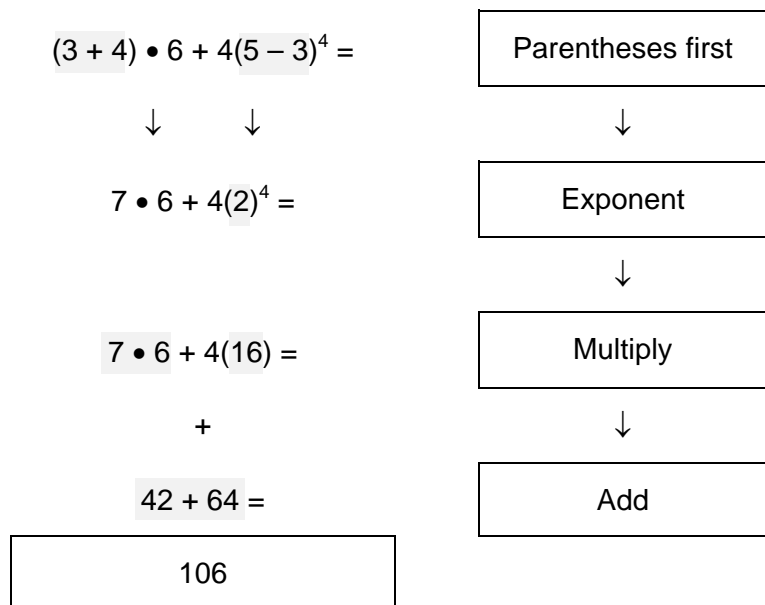 (3 + 4) • 6 + 4(5 – 3)⁴ =
Parentheses first
↓ ↓
↓
7 • 6 + 4(2)⁴ =
Exponent
↓
7 • 6 + 4(16) =
Multiply
+
↓
42 + 64 =
Add
106